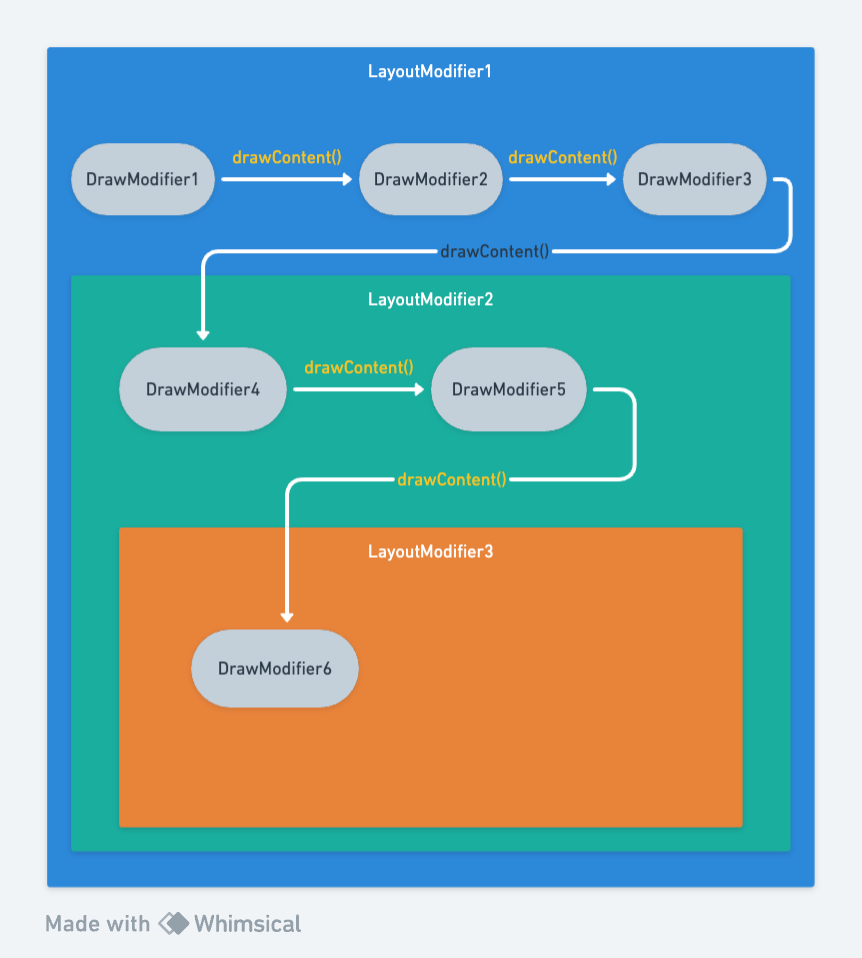 LayoutModifier1
drawContent()
drawContent()
DrawModifier1
DrawModifier2
DrawModifier3
drawContent()
LayoutModifier2
drawContent()
DrawModifier4
DrawModifier5
drawContent()
LayoutModifier3
DrawModifier6
Made with Whimsical